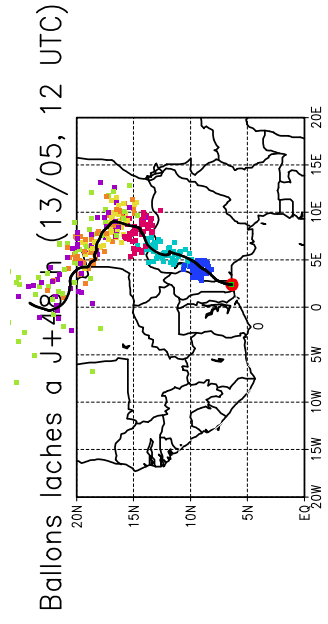 Ballons laches a J+48h (13/05, 12 UTC)
20N
15N
10N
5N
0
EQ
20W 15W 10W 5W 0 5E 10E 15E 20E